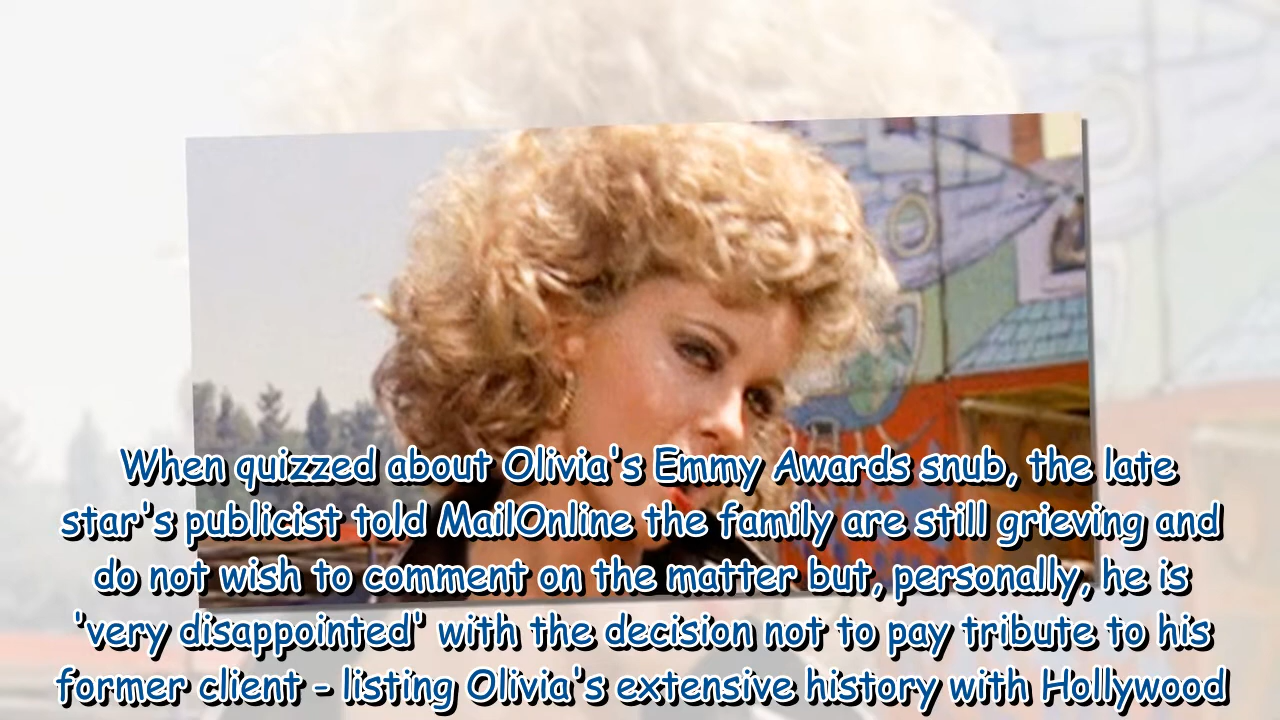 When quizzed about Olivia's Emmy Awards snub, the late
star's publicist told MailOnline the family are still grieving and
do not wish to comment on the matter but, personally, he is
'very disappointed' with the decision not to pay tribute to his
former client - listing Olivia's extensive history with Hollywood